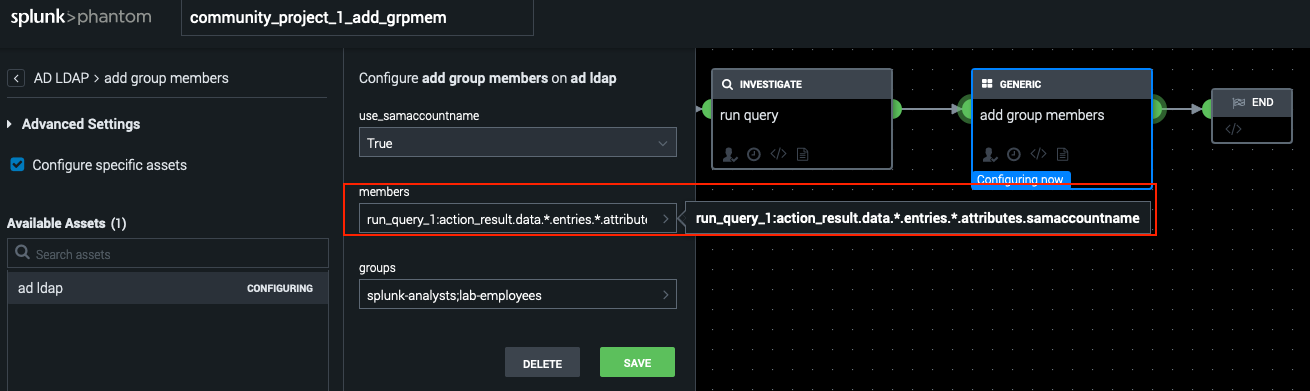 splunk>phantom
community_project_1_add_grpmem
AD LDAP > add group members
Advanced Settings
Configure specific assets
Available Assets (1)
Search assets
ad ldap CONFIGURING
Configure add group members on ad ldap
use_samaccountname
True
members
run_query_1:action_result.data.*.entries.*.attribute
run_query_1:action_result.data.*.entries.*.attributes.samaccountname
groups
splunk-analysts;lab-employees
DELETE
SAVE
INVESTIGATE
run query
GENERIC
add group members
Configuring now
END